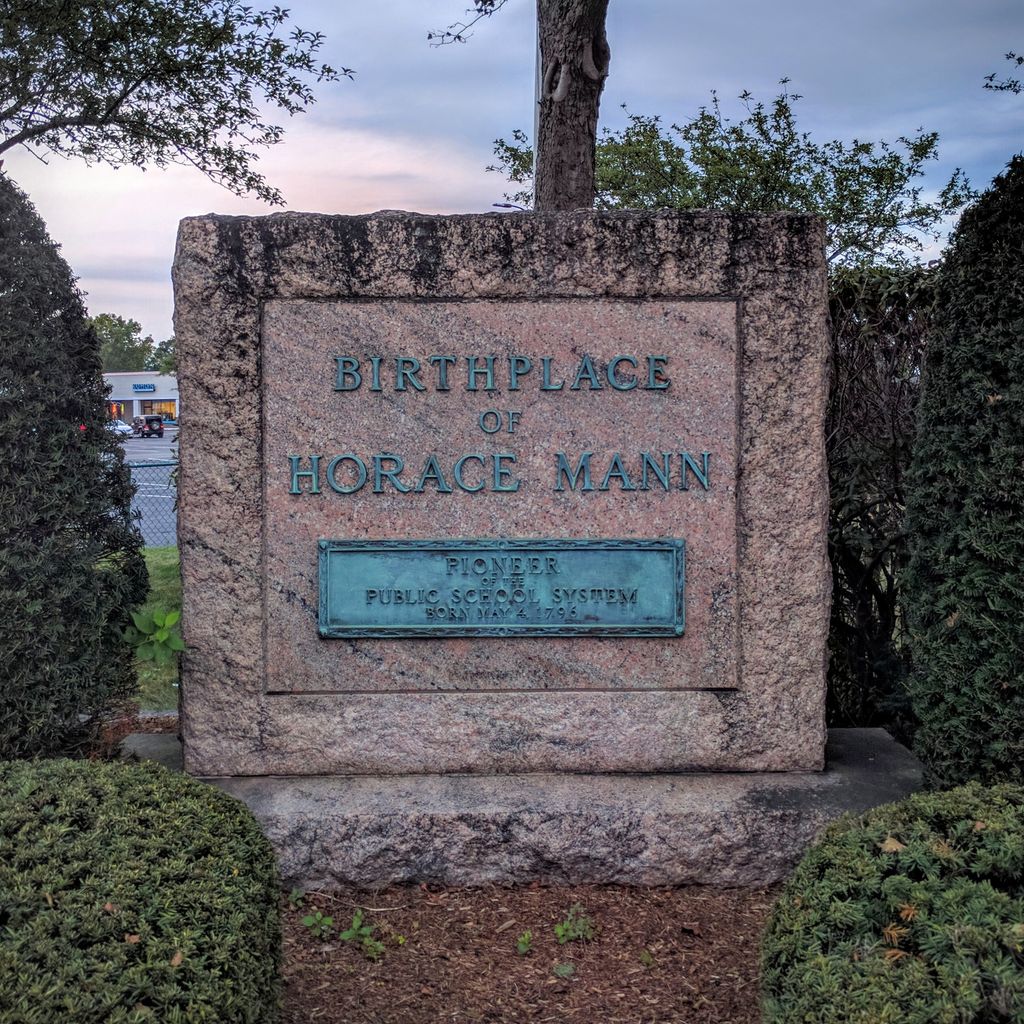 BIRTHPLACE
OF
HORACE MANN
PIONEER
OF THE
PUBLIC SCHOOL SYSTEM
BORN MAY 4, 1796